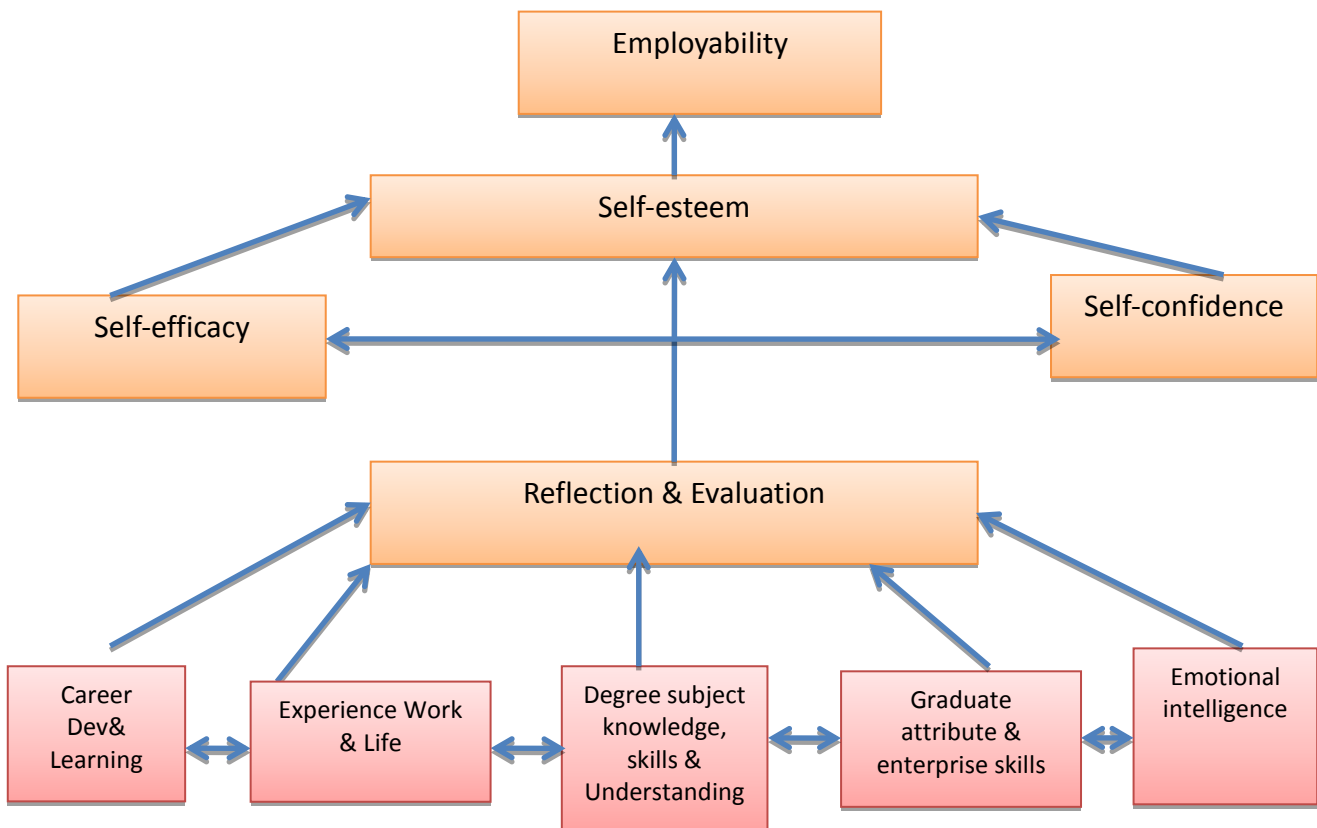 Employability
Self-esteem
Self-efficacy
Self-confidence
Reflection & Evaluation
Career
Dev&
Learning
Experience Work
& Life
Degree subject
knowledge,
skills &
Understanding
Graduate
attribute &
enterprise skills
Emotional
intelligence